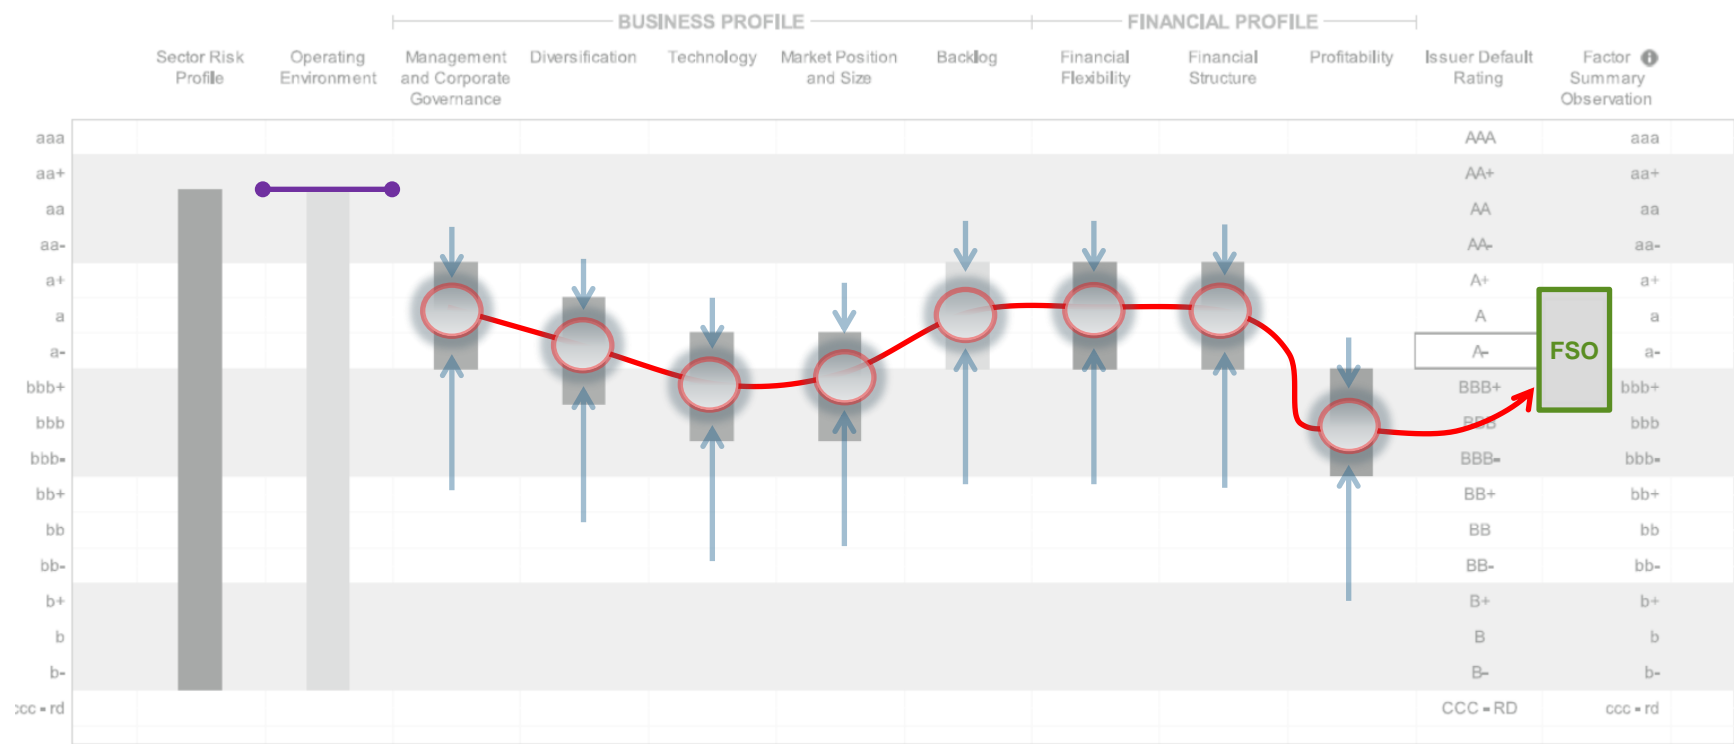 BUSINESS PROFILE FINANCIAL PROFILE
Sector Risk Operating Management Diversification Technology Market Position Backlog Financial Financial Profitability Issuer Default Factor
Profile Environment and Corporate and Size Flexibility Structure Rating Summary
Governance Observation
aaa AAA aaa
aa+ AA+ aa+
aa AA aa
aa- AA- aa-
a+ A+ a+
a A a
a- A- FSO a-
bbb+ BBB+ bbb+
bbb BBB bbb
bbb- BBB- bbb-
bb+ BB+ bb+
bb BB bb
bb- BB- bb-
b+ B+ b+
b B b
b- B- b-
ccc - rd CCC - RD ccc - rd